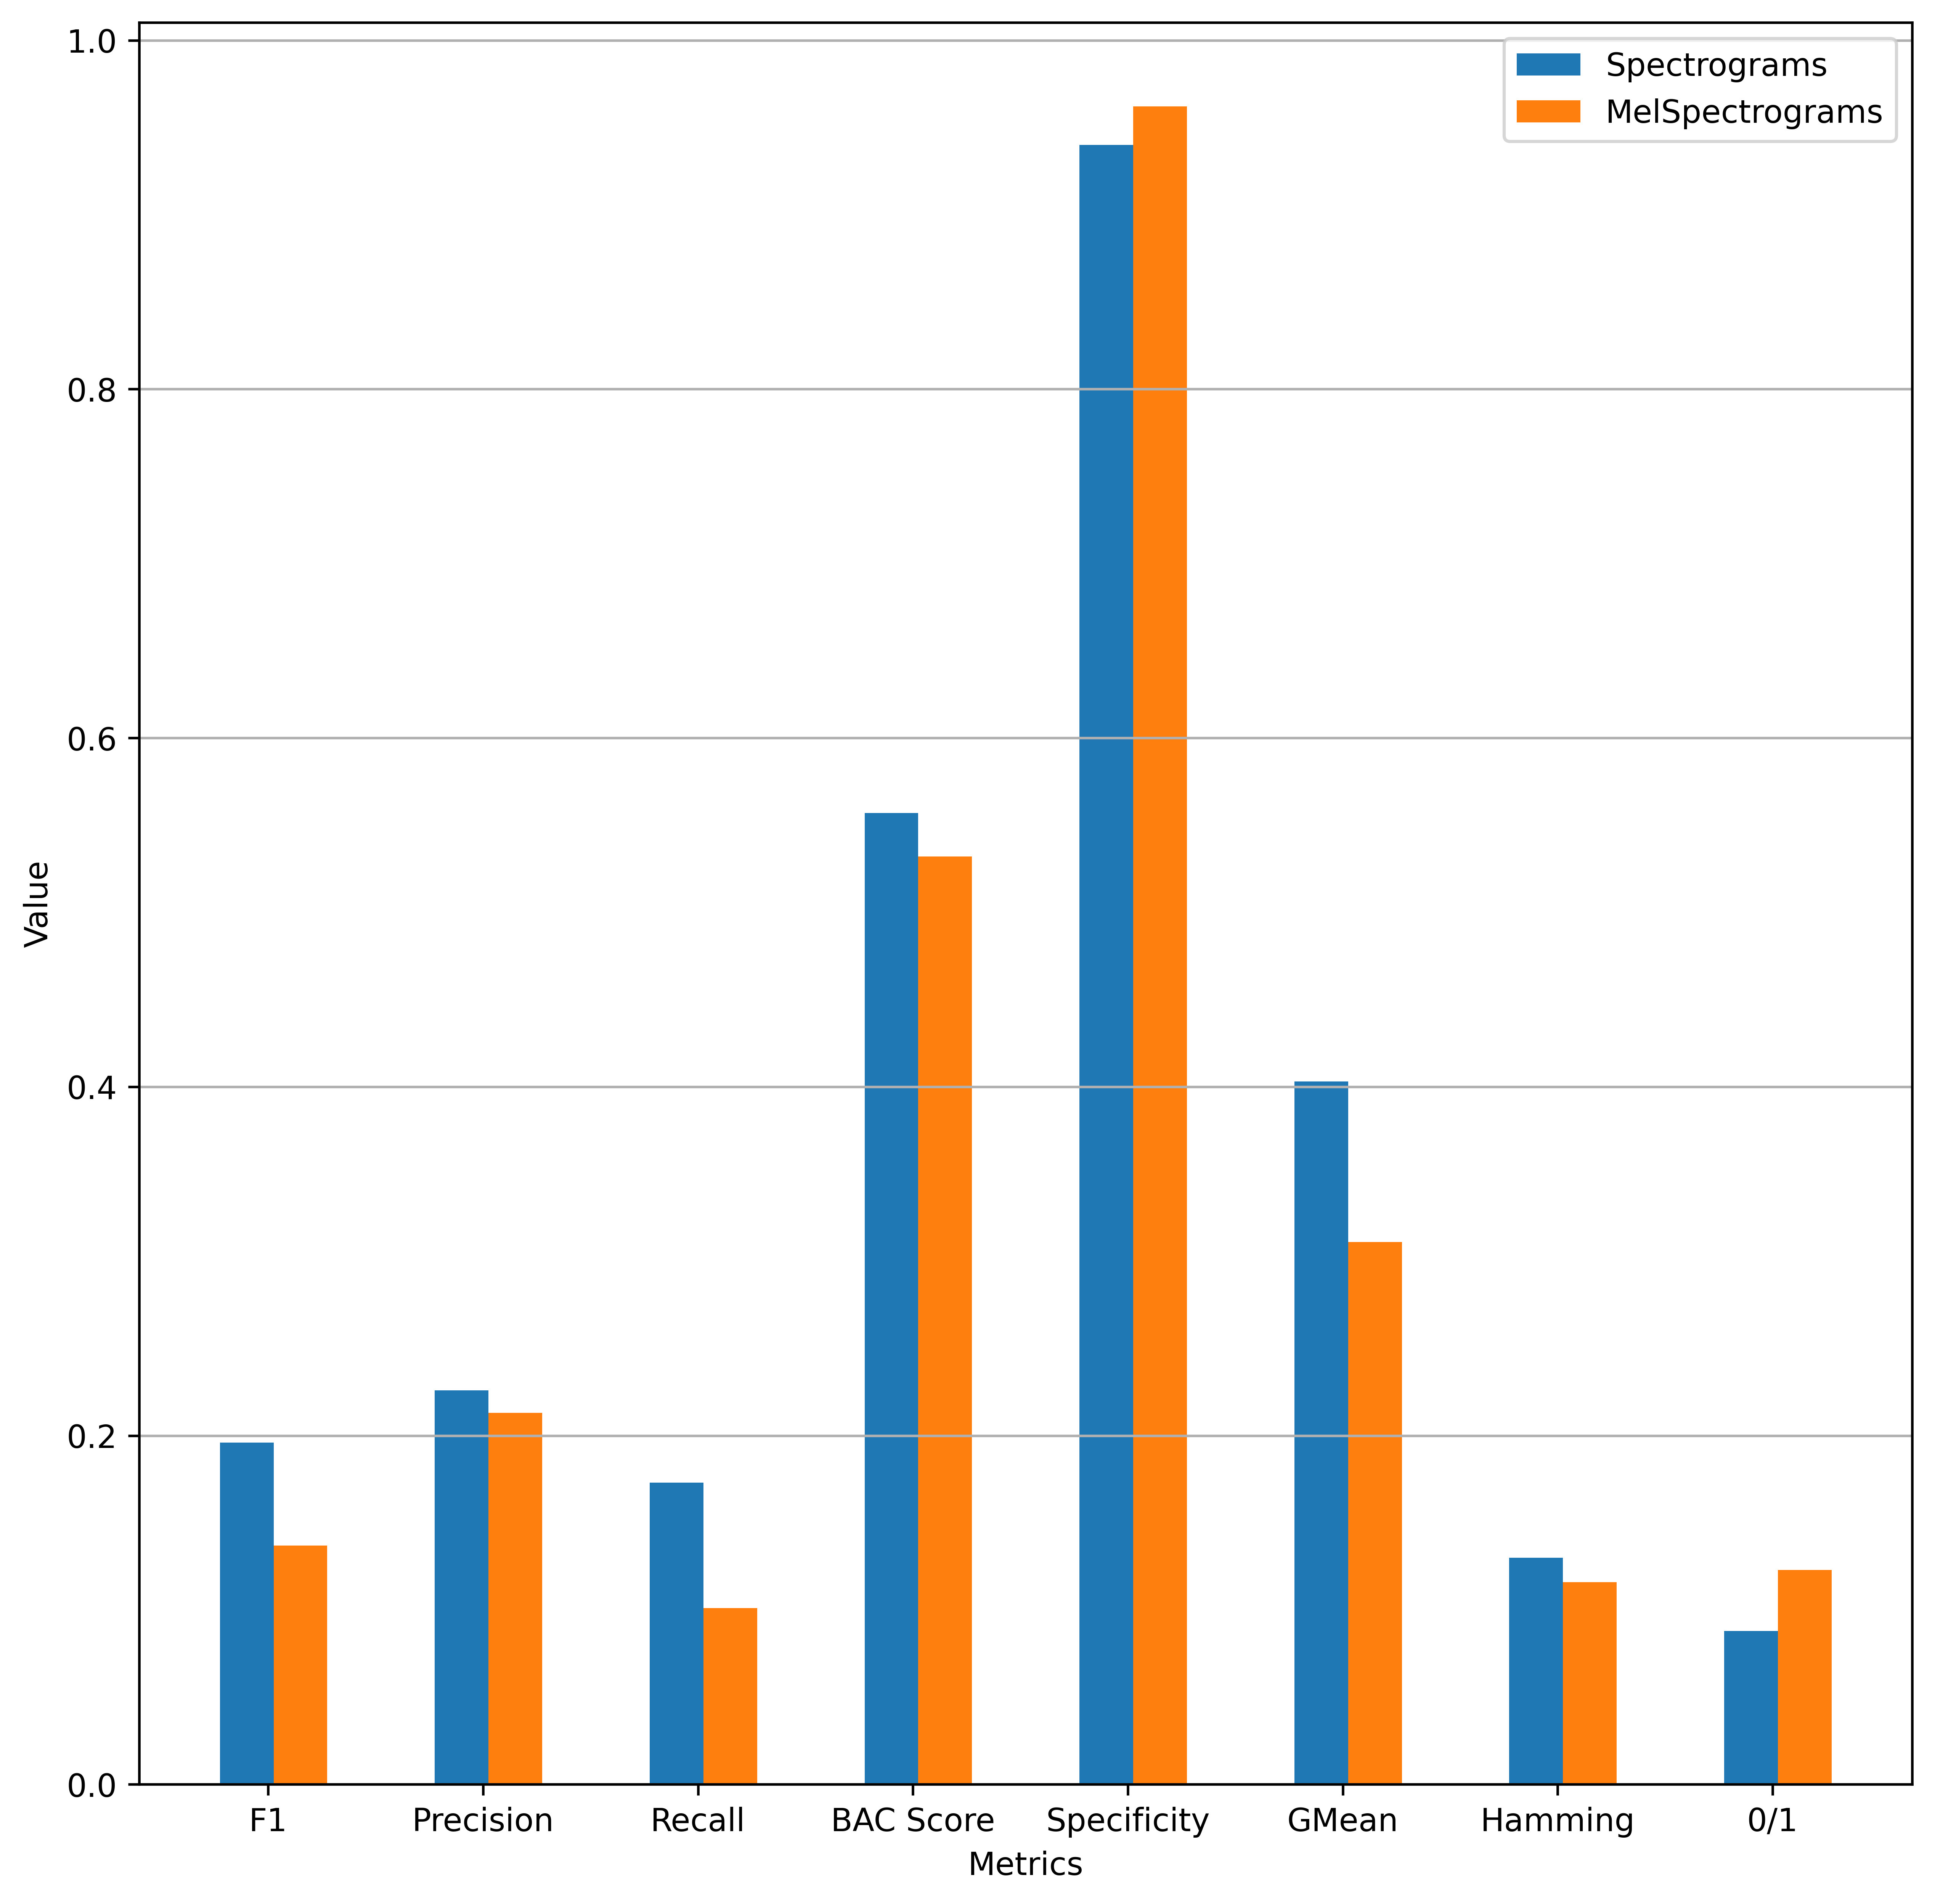 Spectrograms
MelSpectrograms
1.0
0.8
0.6
0.4
0.2
0.0
Value
F1 Precision Recall BAC Score Specificity GMean Hamming 0/1
Metrics